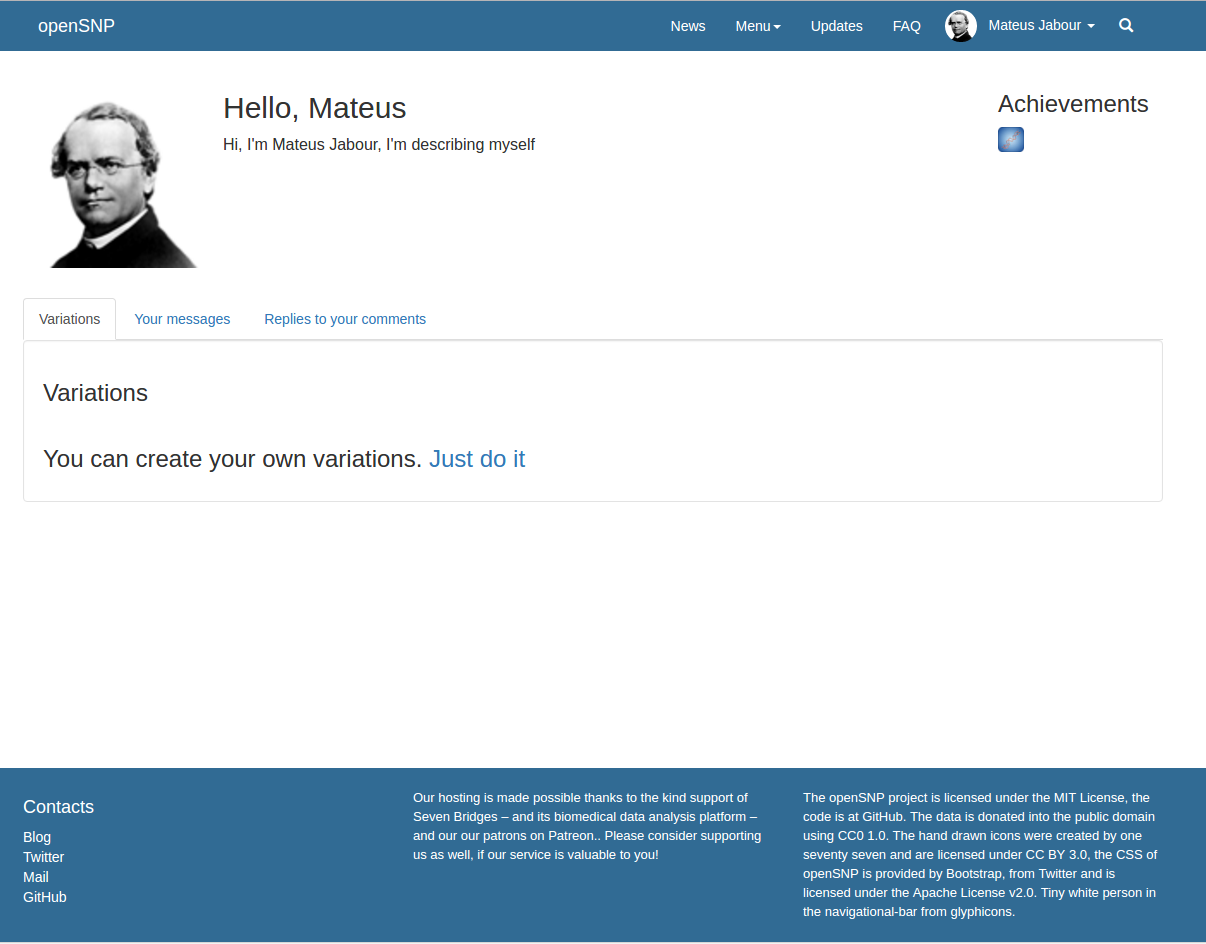 openSNP
News
Menu
Updates
FAQ
Mateus Jabour
Hello, Mateus
Hi, I'm Mateus Jabour, I'm describing myself
Achievements
Variations
Your messages
Replies to your comments
Variations
You can create your own variations. Just do it
Contacts
Blog
Twitter
Mail
GitHub
Our hosting is made possible thanks to the kind support of
Seven Bridges – and its biomedical data analysis platform –
and our our patrons on Patreon.. Please consider supporting
us as well, if our service is valuable to you!
The openSNP project is licensed under the MIT License, the
code is at GitHub. The data is donated into the public domain
using CC0 1.0. The hand drawn icons were created by one
seventy seven and are licensed under CC BY 3.0, the CSS of
openSNP is provided by Bootstrap, from Twitter and is
licensed under the Apache License v2.0. Tiny white person in
the navigational-bar from glyphicons.